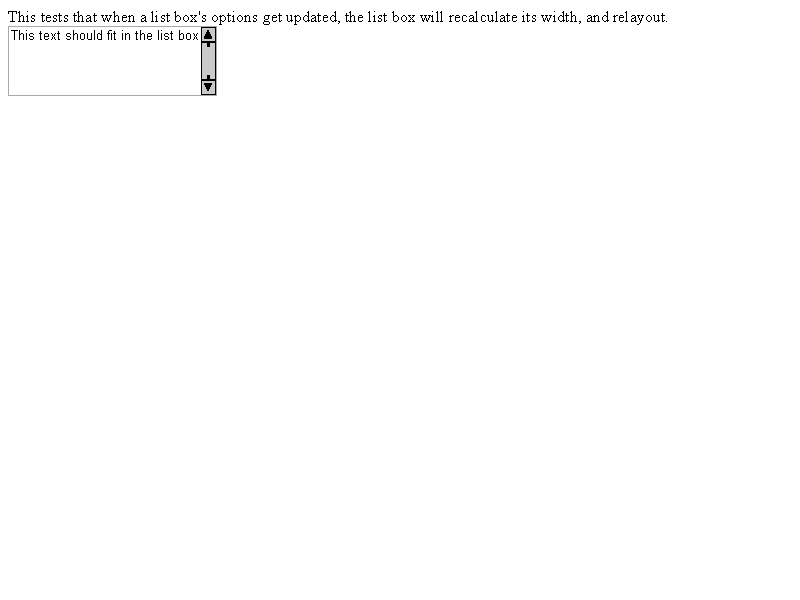 This tests that when a list box's options get updated, the list box will recalculate its width, and relayout.
This text should fit in the list box